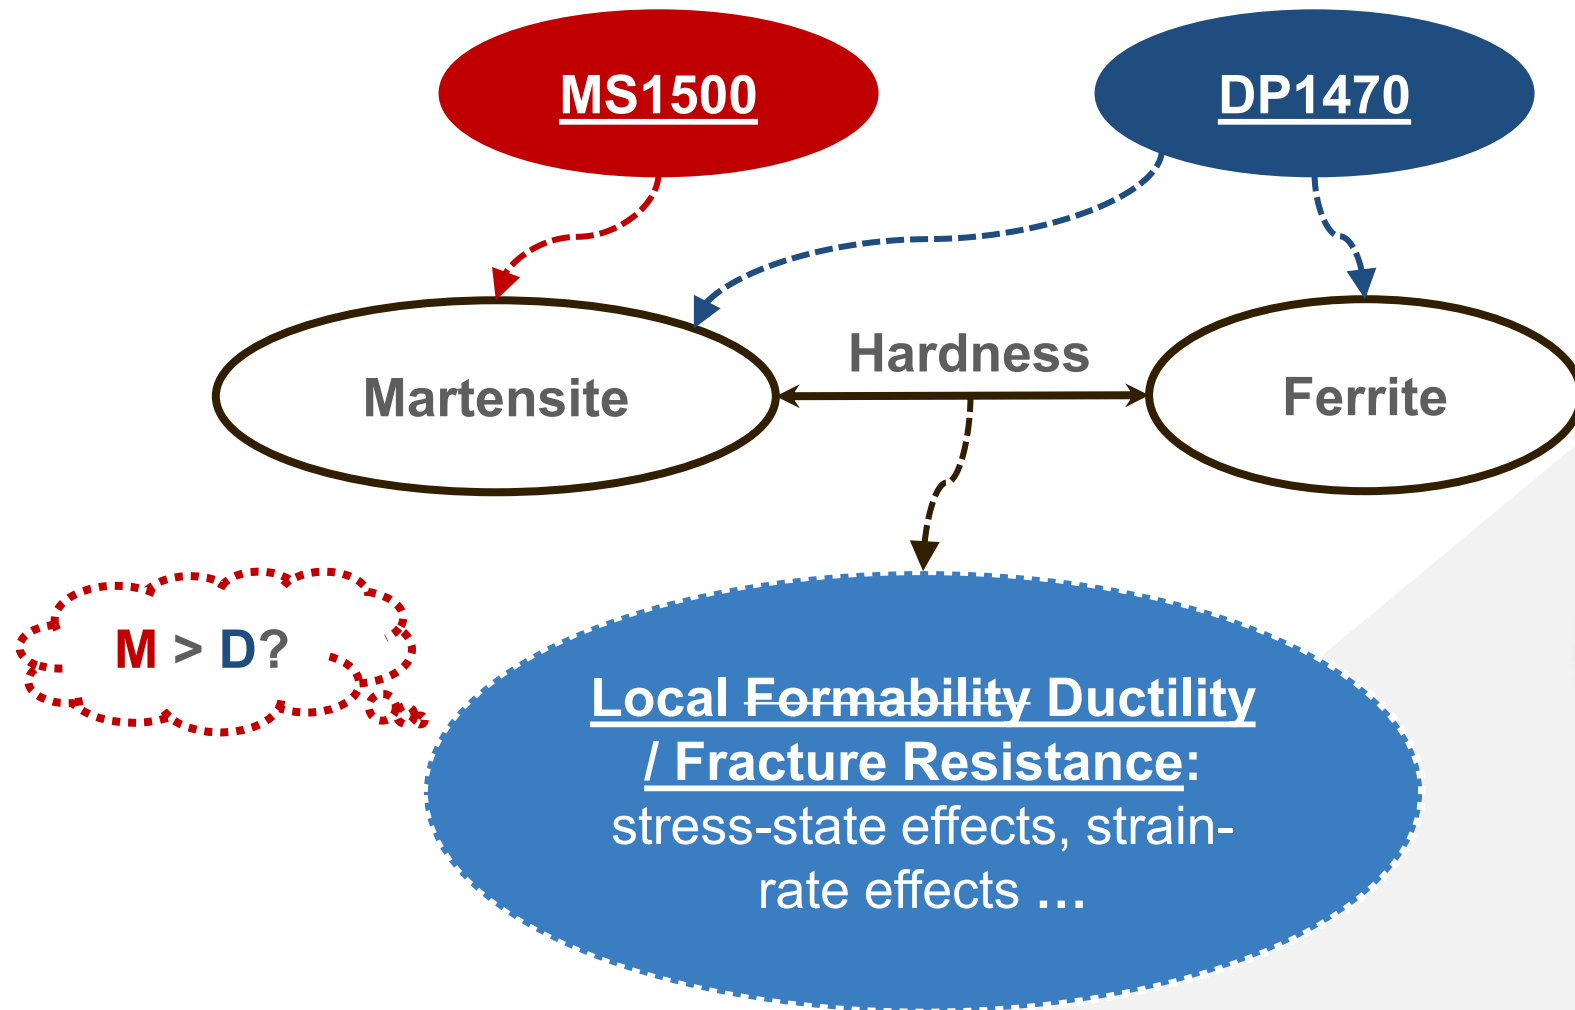 MS1500
DP1470
Hardness
Martensite
Ferrite
M > D?
Local Formability Ductility
/ Fracture Resistance:
stress-state effects, strain-
rate effects ...